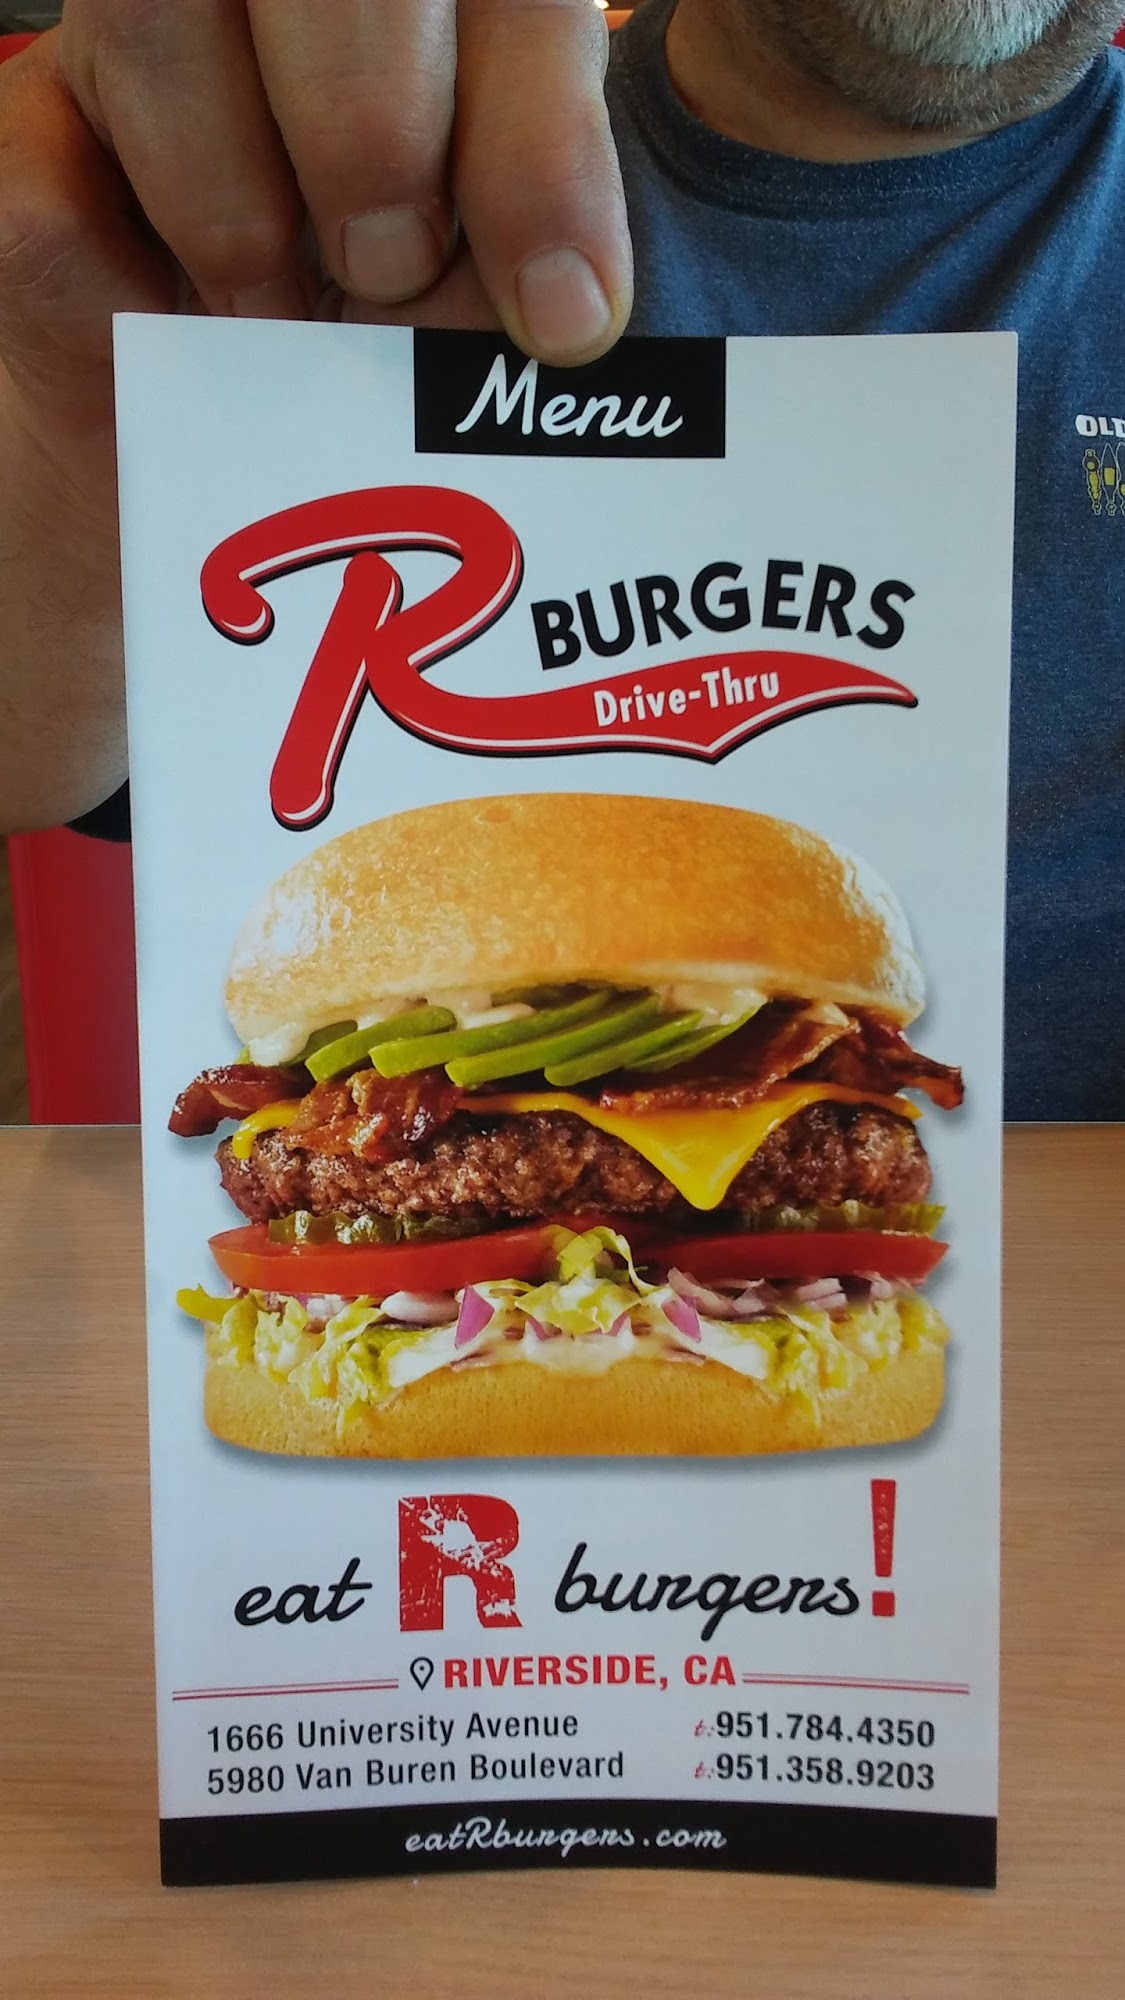 Menu
R BURGERS
Drive-Thru
OLD
eat R burgers!
RIVERSIDE, CA
1666 University Avenue t:951.784.4350
5980 Van Buren Boulevard t:951.358.9203
eatRburgers.com